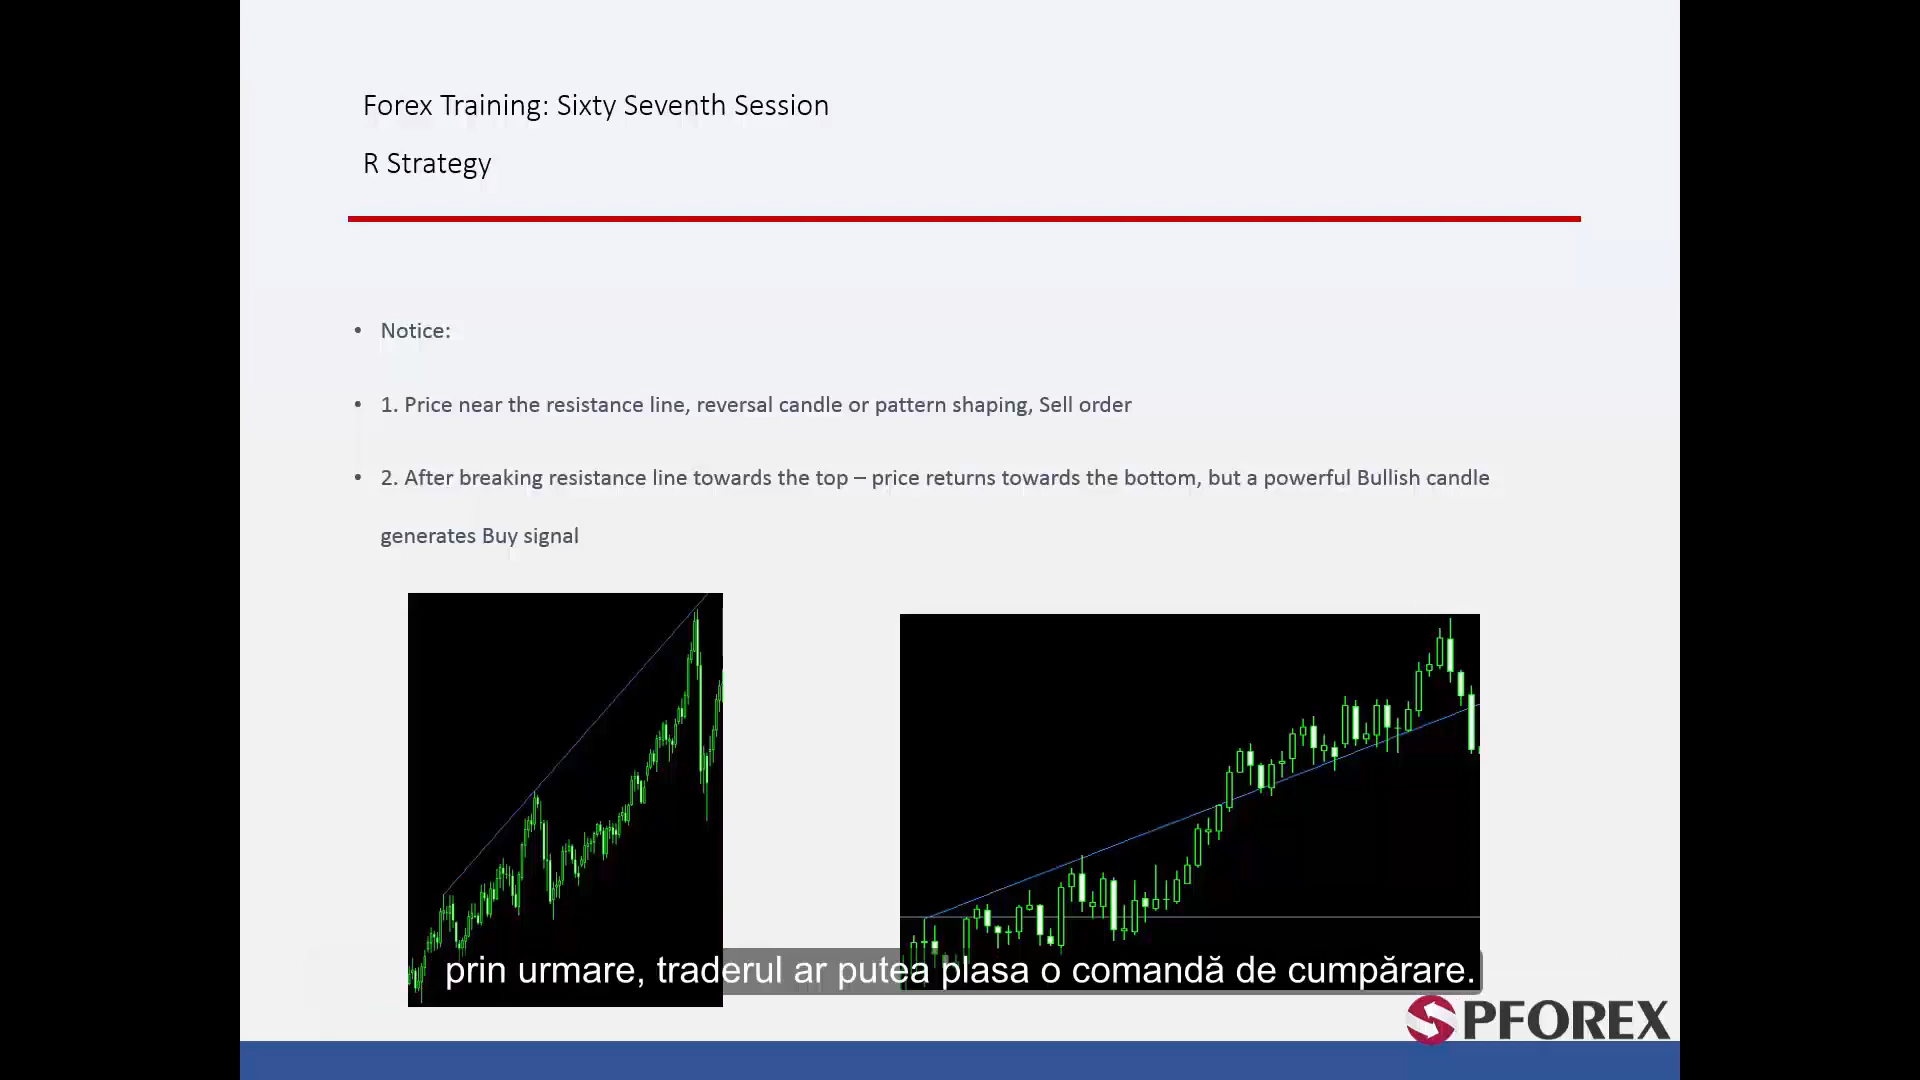 Forex Training: Sixty Seventh Session
R Strategy
• Notice:
• 1. Price near the resistance line, reversal candle or pattern shaping, Sell order
• 2. After breaking resistance line towards the top – price returns towards the bottom, but a powerful Bullish candle
generates Buy signal
prin urmare, traderul ar putea plasa o comandă de cumpărare.
PFOREX